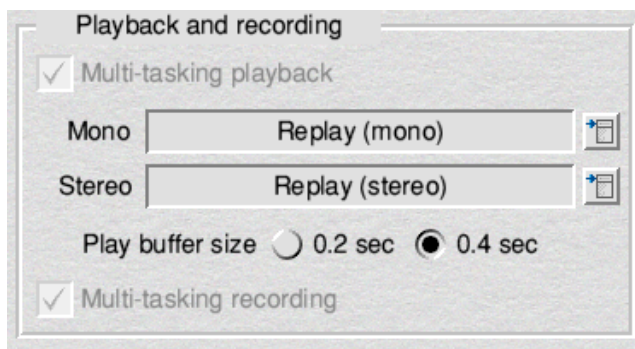 Playback and recording
Multi-tasking playback
Mono Replay (mono)
Stereo Replay (stereo)
Play buffer size 0.2 sec 0.4 sec
Multi-tasking recording